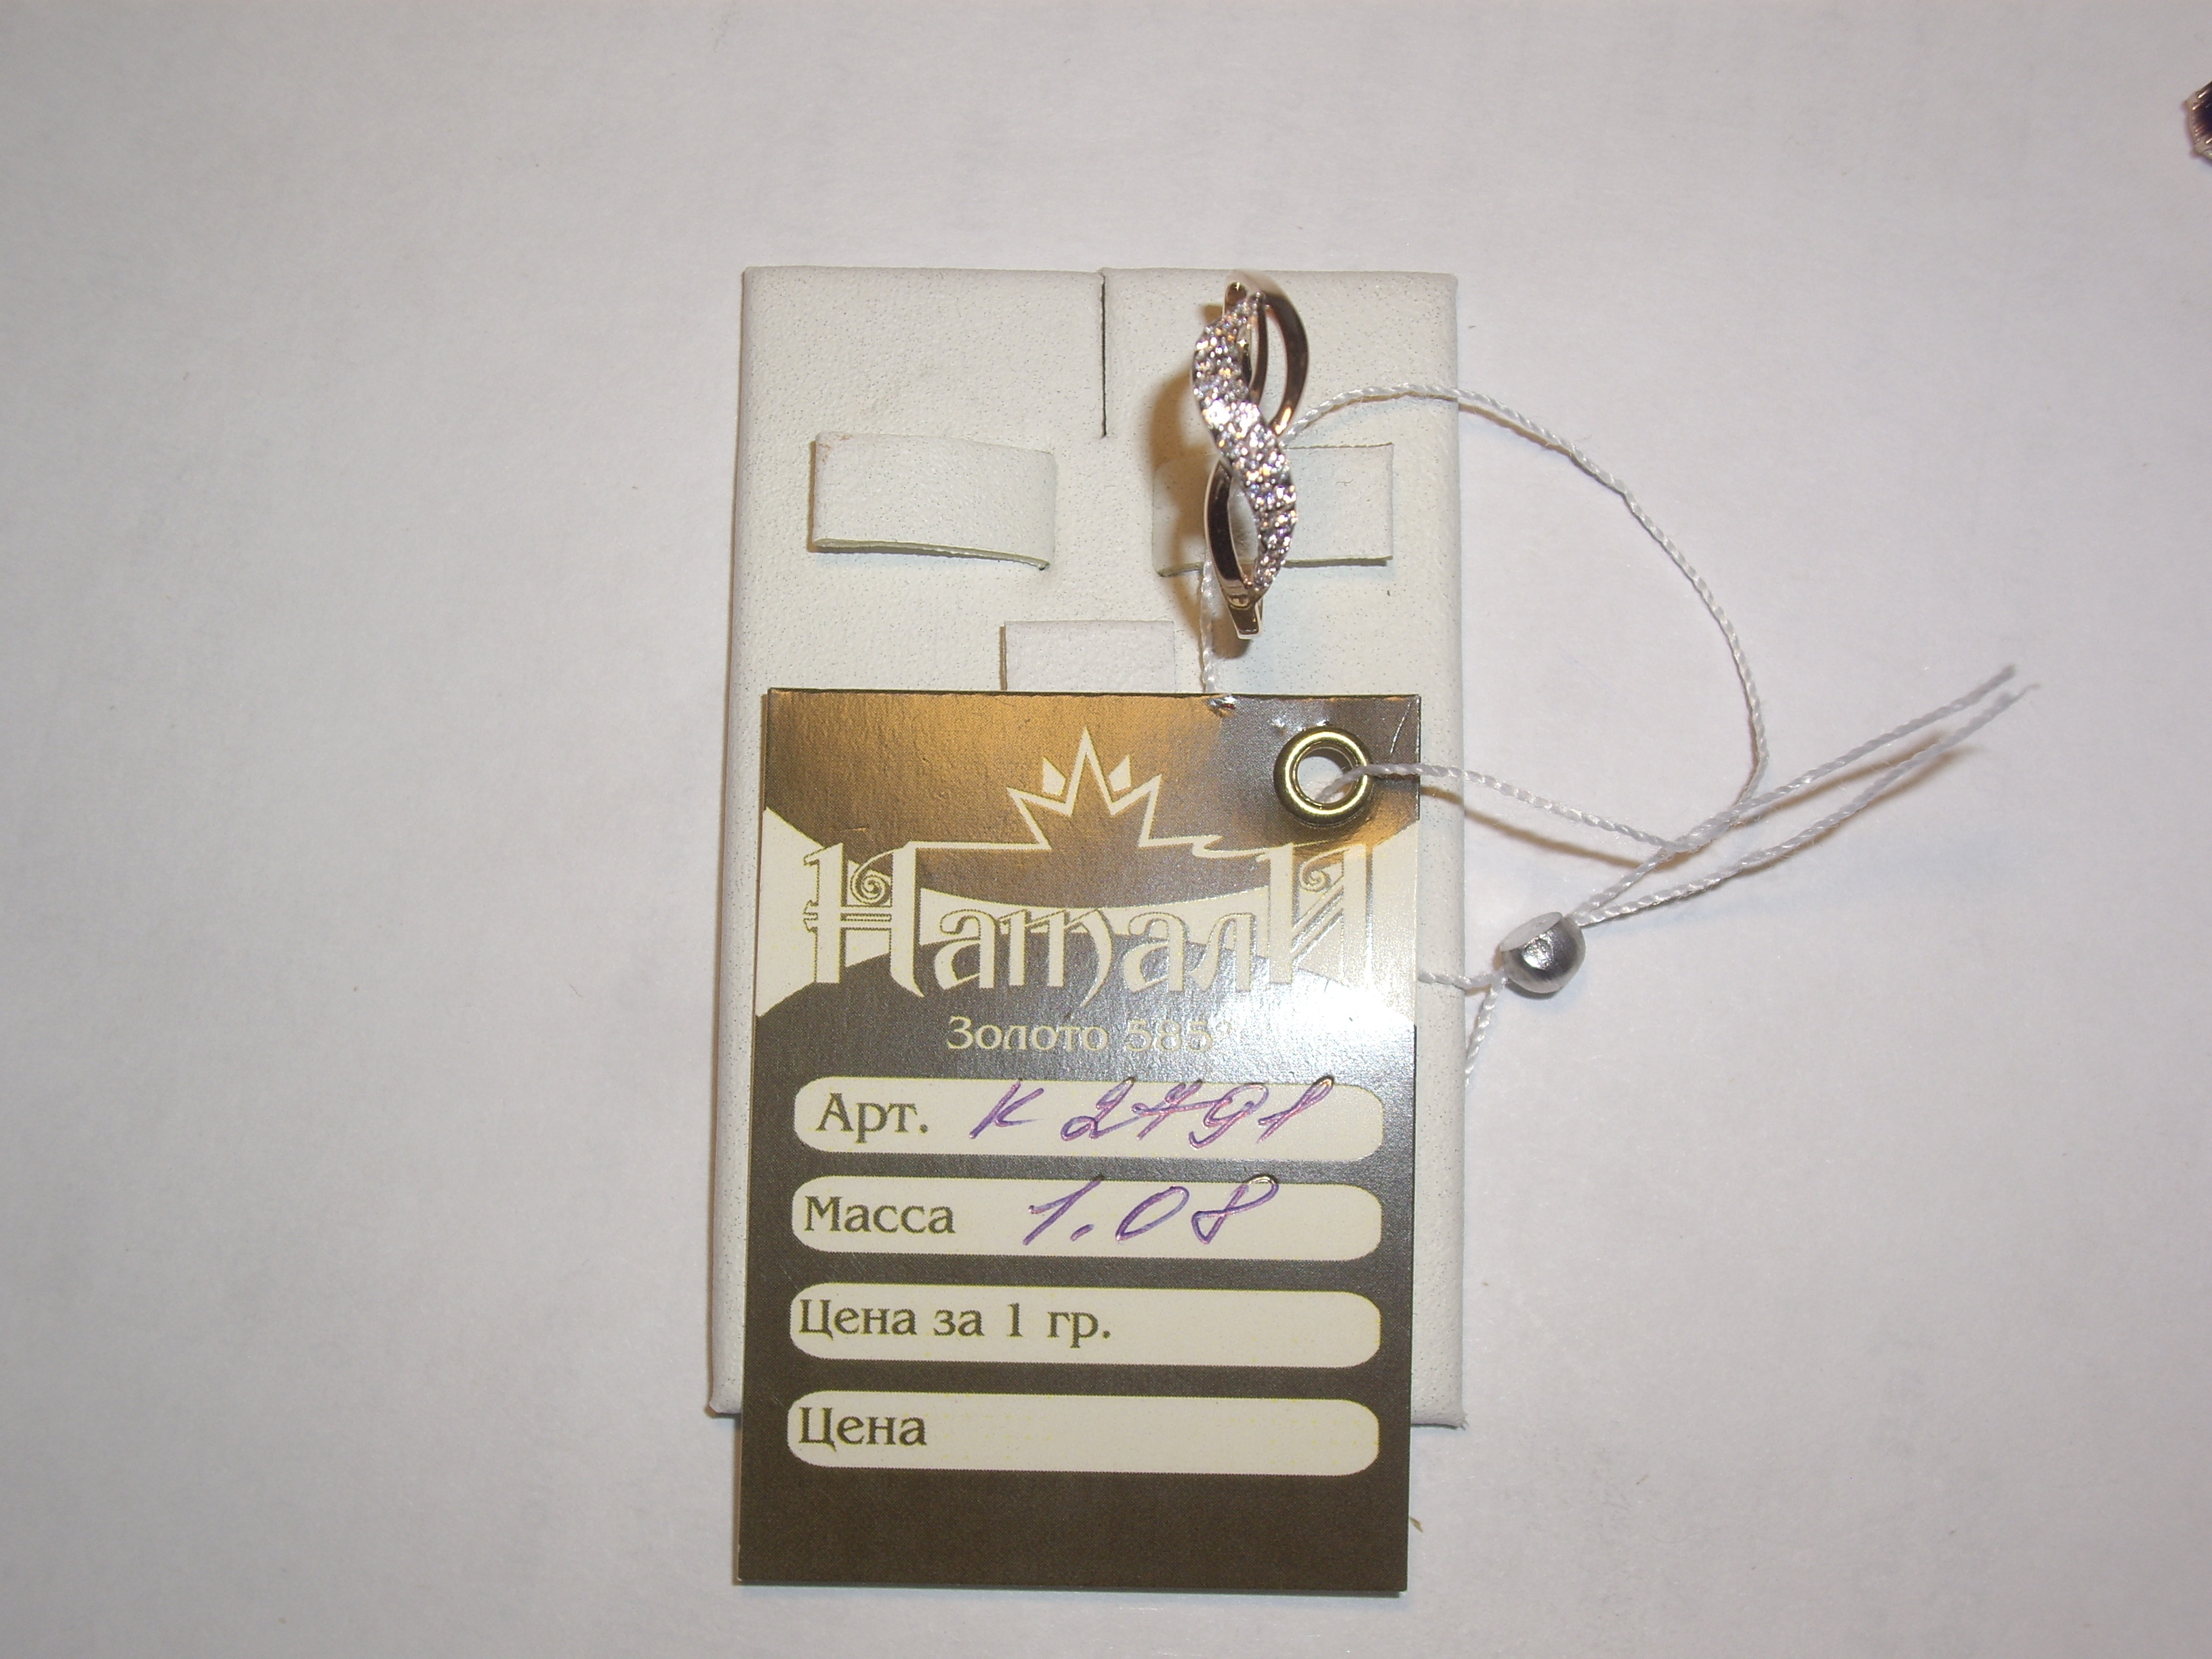 Натали
Золото 585°
Арт. К 2791
Масса 1.08
Цена за 1 гр.
Цена